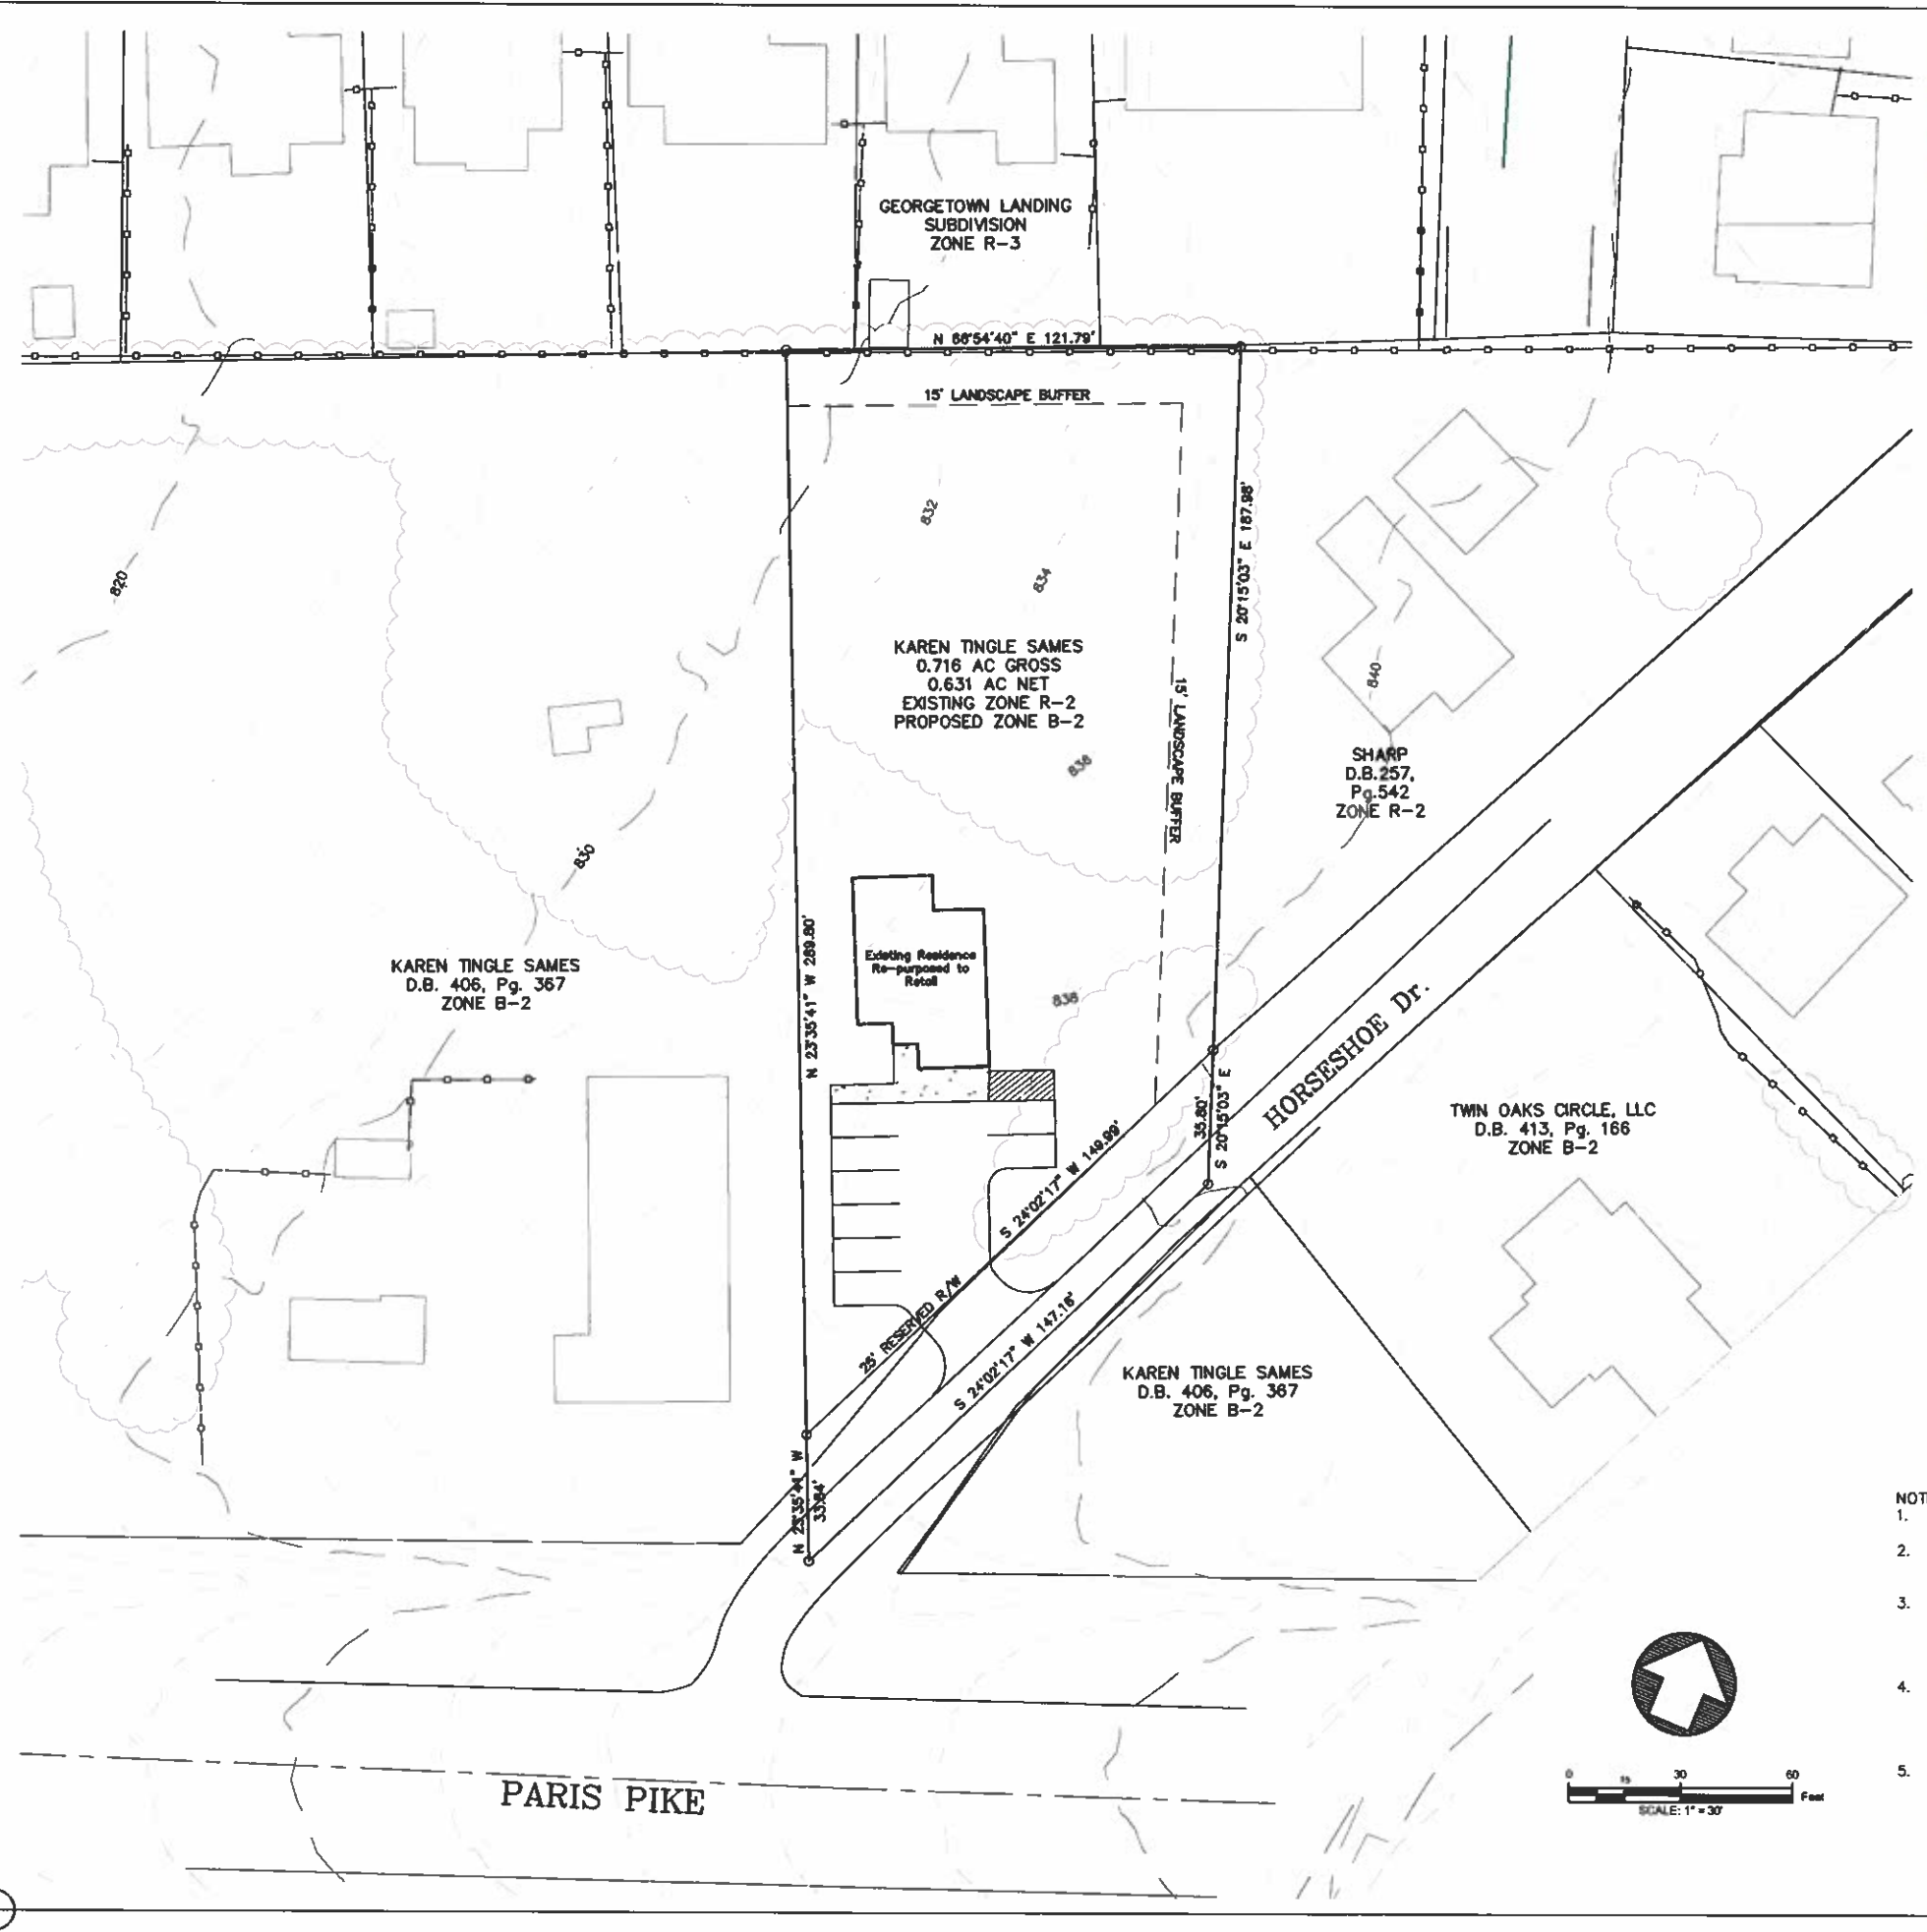 GEORGETOWN LANDING
SUBDIVISION
ZONE R-3
N 66°54'40" E 121.79'
15' LANDSCAPE BUFFER
S 20°15'03" E 187.98'
832
834
820
KAREN TINGLE SAMES
0.716 AC GROSS
0.631 AC NET
EXISTING ZONE R-2
PROPOSED ZONE B-2
840
15' LANDSCAPE BUFFER
836
SHARP
D.B.257,
Pg.542
ZONE R-2
830
N 23°35'41" W 289.80'
Existing Residence
Re-purposed to
Retail
KAREN TINGLE SAMES
D.B. 406, Pg. 367
ZONE B-2
838
HORSESHOE Dr.
35.80'
S 20°15'03" E
TWIN OAKS CIRCLE, LLC
D.B. 413, Pg. 166
ZONE B-2
S 24°02'17" W 149.99'
25' RESERVED R/W
S 24°02'17" W 147.16'
KAREN TINGLE SAMES
D.B. 406, Pg. 367
ZONE B-2
N 23°35'41" W
33.84'
NOT
1.
2.
3.
4.
5.
PARIS PIKE
0 15 30 60
Feet
SCALE: 1" = 30'